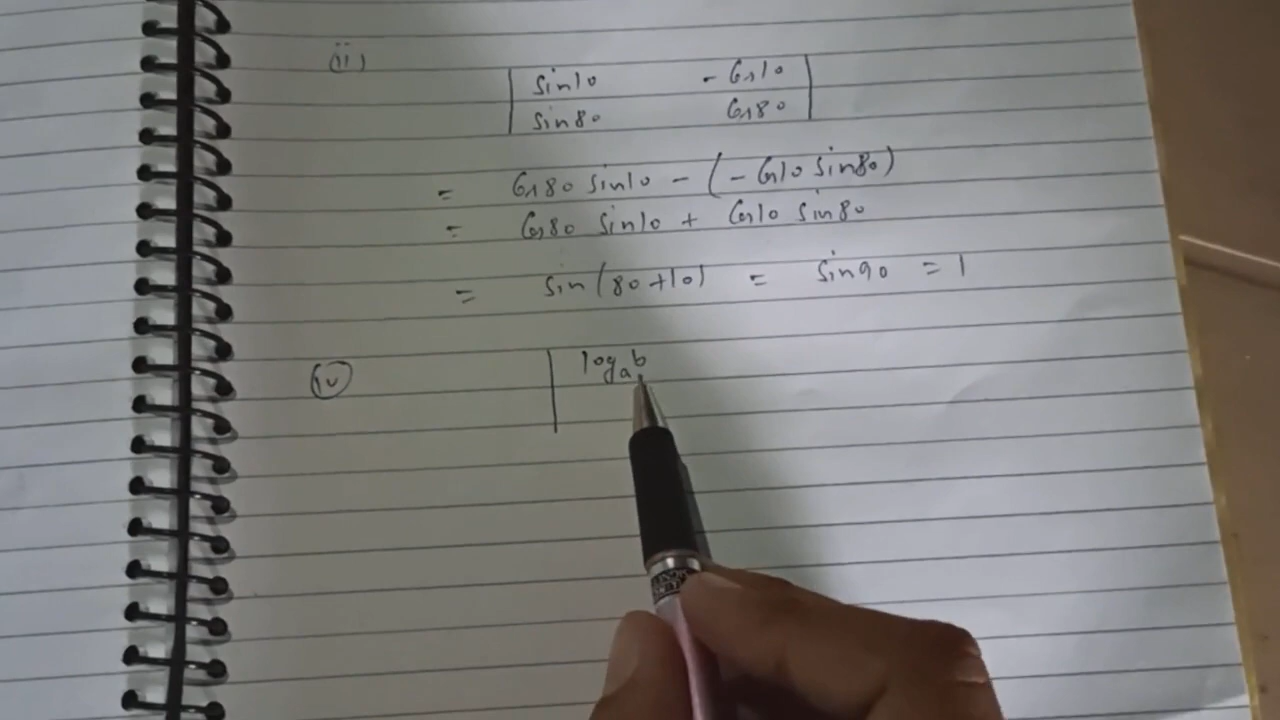 (ii)
sin10 - Cos10
sin80 Cos80
= Cos80 sin10 - (- Cos10 sin80)
= Cos80 sin10 + Cos10 sin80
= sin(80+10) = sin90 = 1
(iv) logₐb